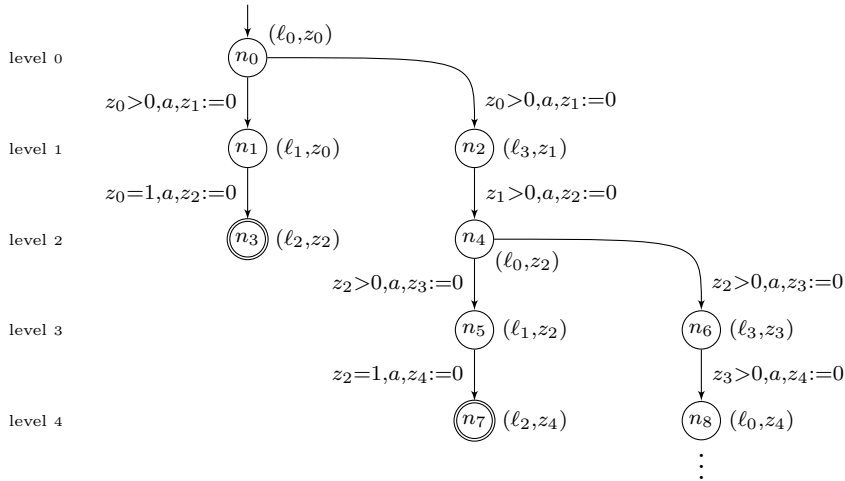 (ℓ₀,z₀)
level 0 n₀
z₀>0,a,z₁:=0 z₀>0,a,z₁:=0
level 1 n₁ (ℓ₁,z₀) n₂ (ℓ₃,z₁)
z₀=1,a,z₂:=0 z₁>0,a,z₂:=0
level 2 n₃ (ℓ₂,z₂) n₄
(ℓ₀,z₂)
z₂>0,a,z₃:=0 z₂>0,a,z₃:=0
level 3 n₅ (ℓ₁,z₂) n₆ (ℓ₃,z₃)
z₂=1,a,z₄:=0 z₃>0,a,z₄:=0
level 4 n₇ (ℓ₂,z₄) n₈ (ℓ₀,z₄)
⋮